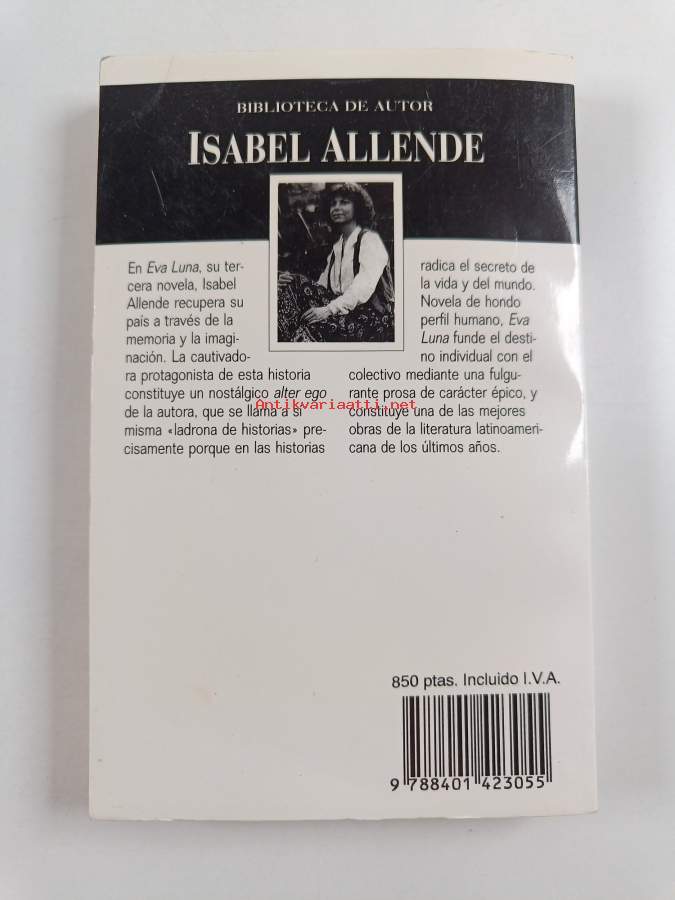 BIBLIOTECA DE AUTOR
ISABEL ALLENDE
En Eva Luna, su ter-
cera novela, Isabel
Allende recupera su
país a través de la
memoria y la imagi-
nación. La cautivado-
ra protagonista de esta historia
constituye un nostálgico alter ego
de la autora, que se llama a sí
misma «ladrona de historias» pre-
cisamente porque en las historias
radica el secreto de
la vida y del mundo.
Novela de hondo
perfil humano, Eva
Luna funde el desti-
no individual con el
colectivo mediante una fulgu-
rante prosa de carácter épico, y
constituye una de las mejores
obras de la literatura latinoameri-
cana de los últimos años.
Antikvariaatti.net
850 ptas. Incluido I.V.A.
9 788401 423055